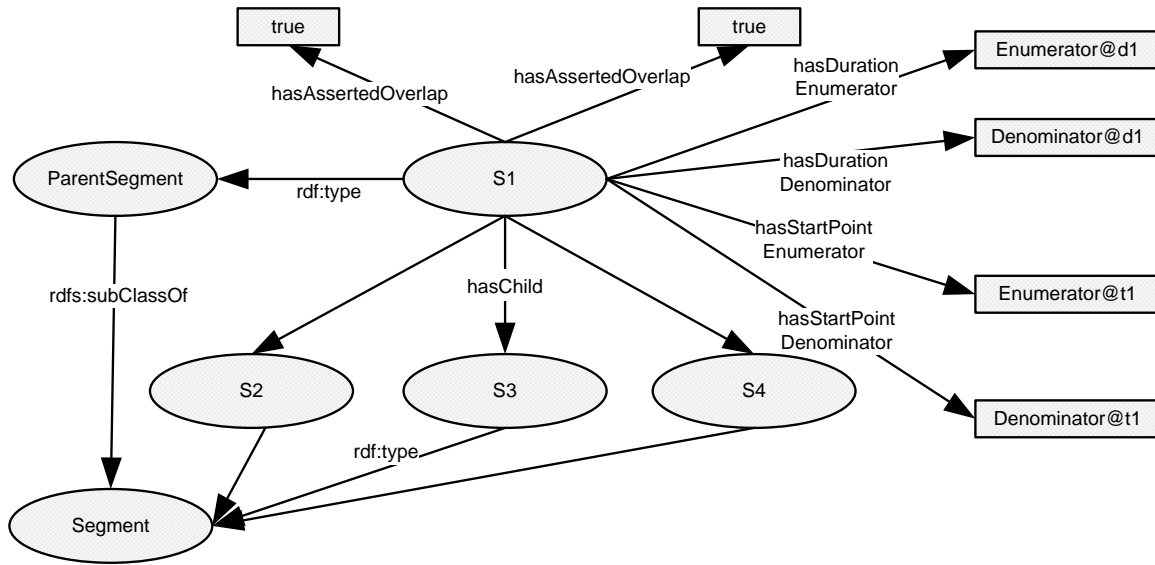 true
true
Enumerator@d1
hasDuration
Enumerator
hasAssertedOverlap
hasAssertedOverlap
Denominator@d1
hasDuration
Denominator
ParentSegment
S1
rdf:type
hasStartPoint
Enumerator
rdfs:subClassOf
hasChild
Enumerator@t1
hasStartPoint
Denominator
S2
S3
S4
Denominator@t1
rdf:type
Segment